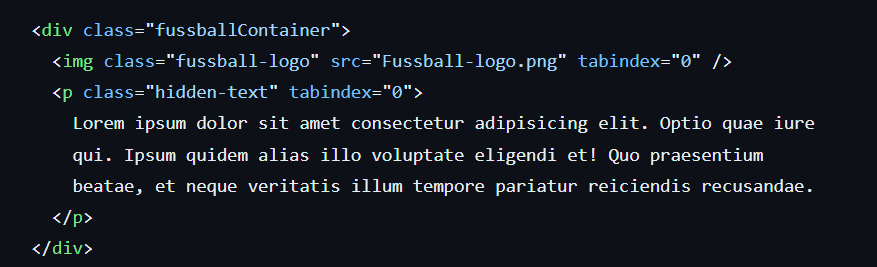 <div class="fussballContainer">
<img class="fussball-logo" src="Fussball-logo.png" tabindex="0" />
<p class="hidden-text" tabindex="0">
Lorem ipsum dolor sit amet consectetur adipisicing elit. Optio quae iure
qui. Ipsum quidem alias illo voluptate eligendi et! Quo praesentium
beatae, et neque veritatis illum tempore pariatur reiciendis recusandae.
</p>
</div>